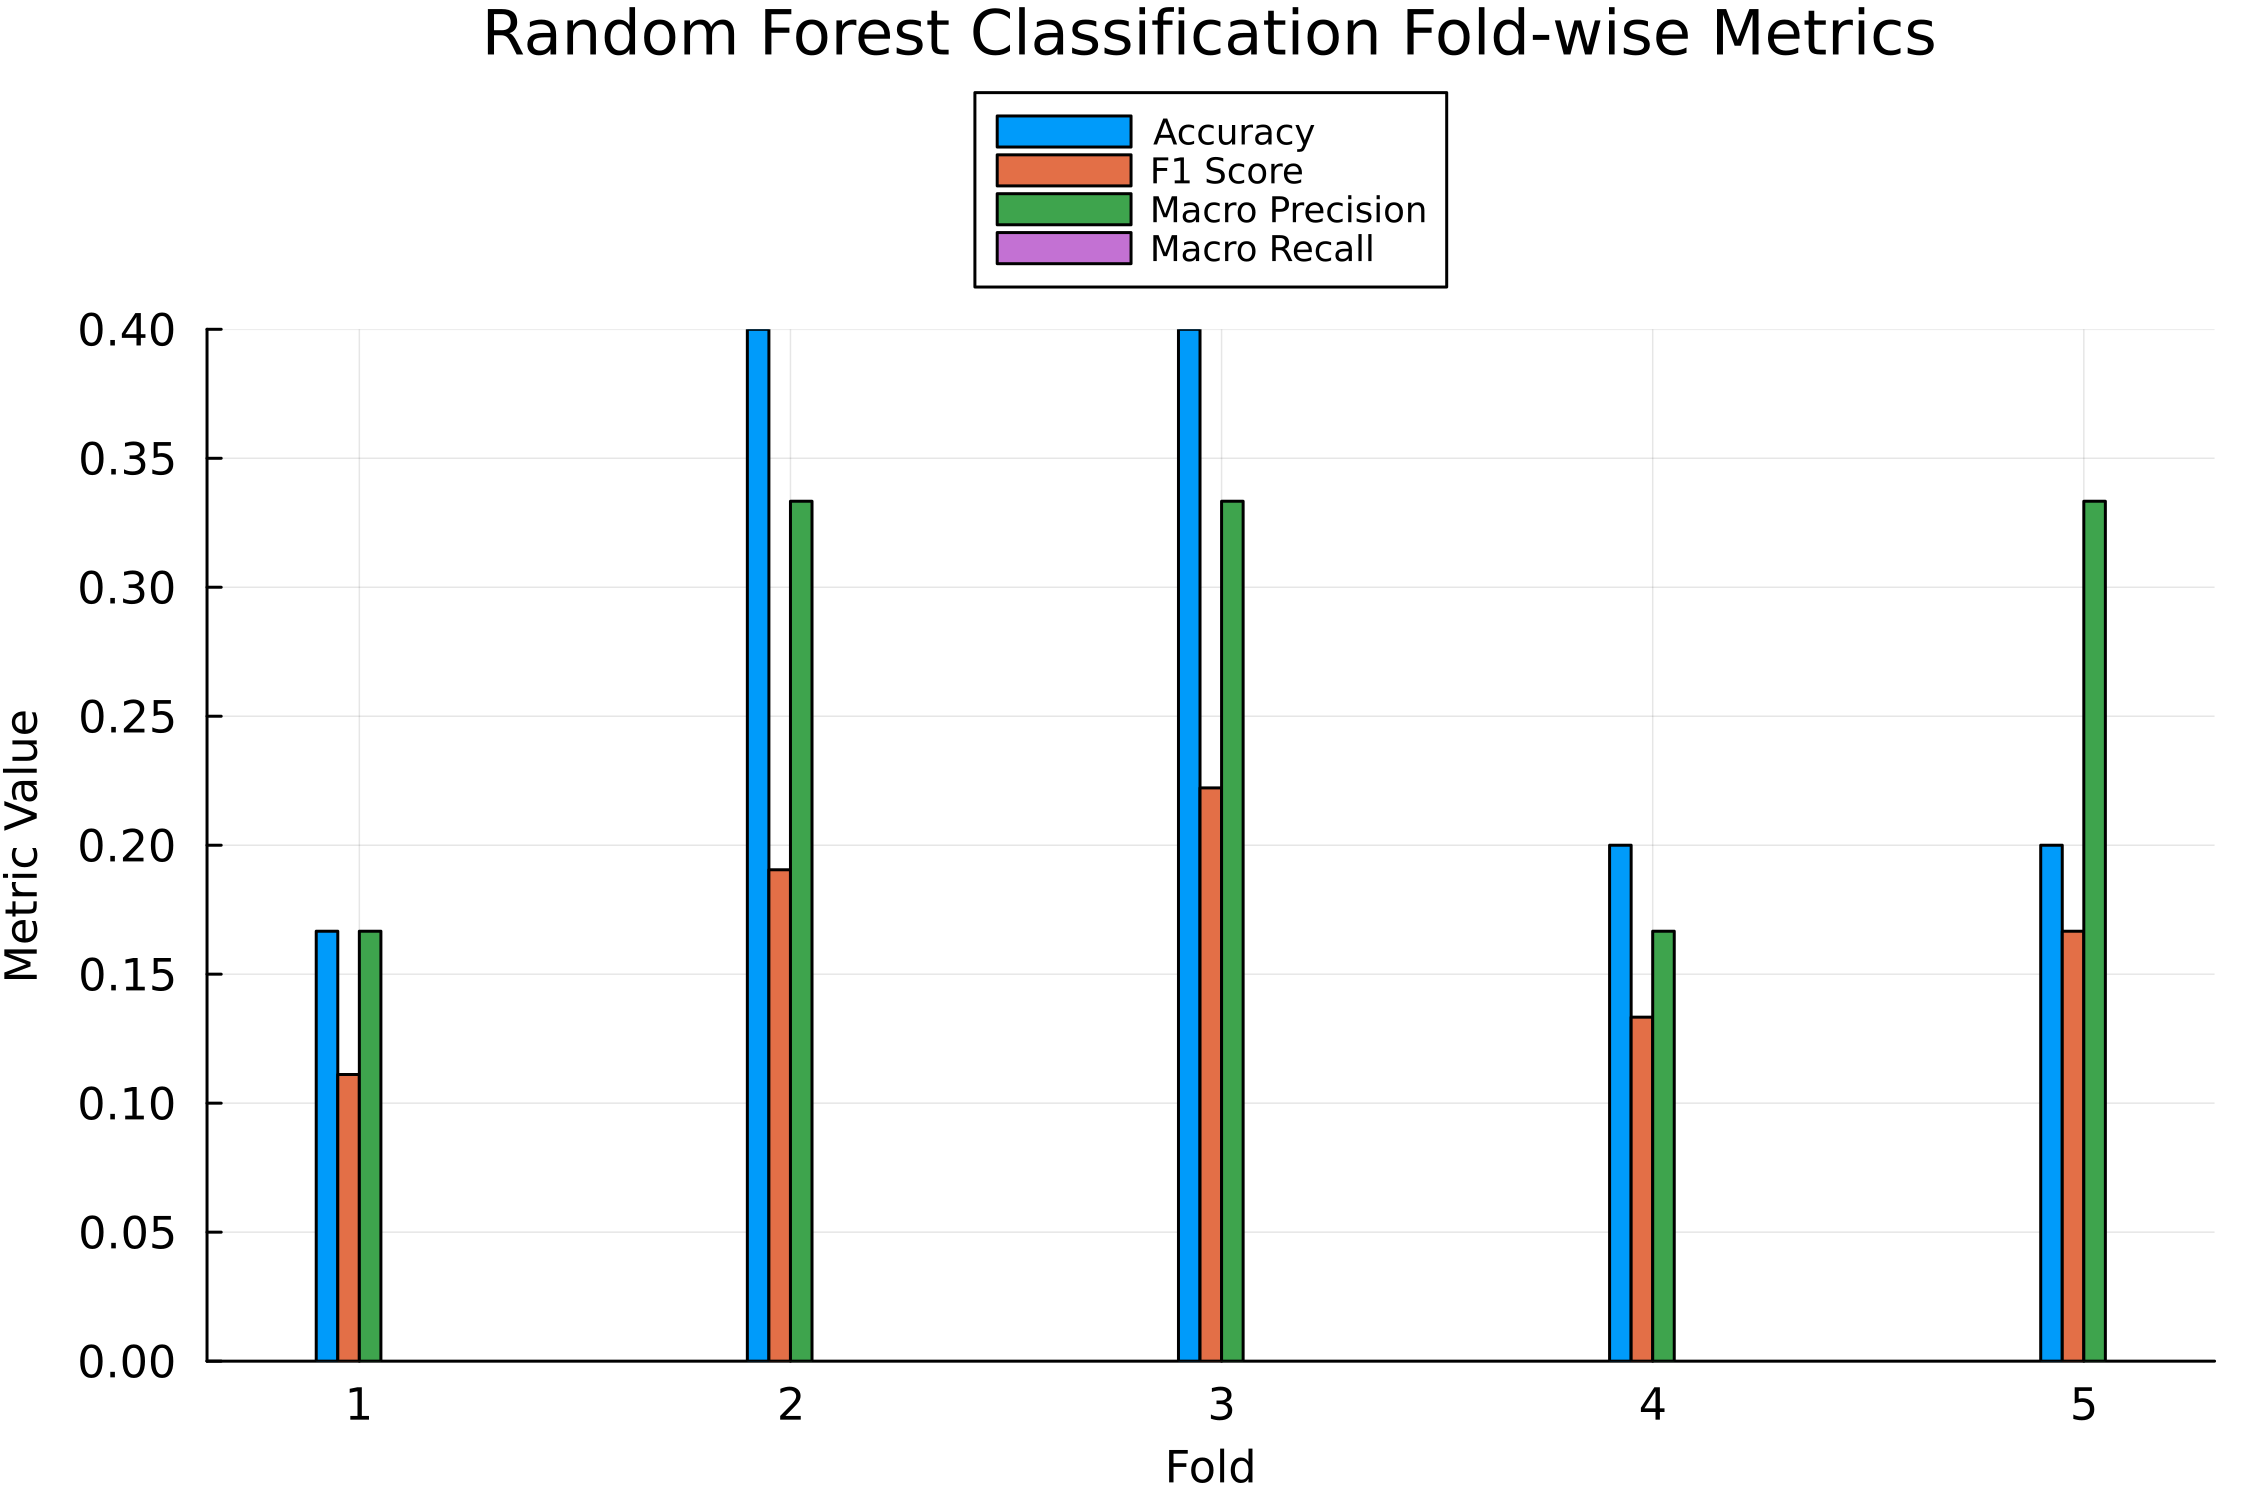 Random Forest Classification Fold-wise Metrics
Accuracy
F1 Score
Macro Precision
Macro Recall
0.40
0.35
0.30
0.25
0.20
0.15
0.10
0.05
0.00
Metric Value
1 2 3 4 5
Fold